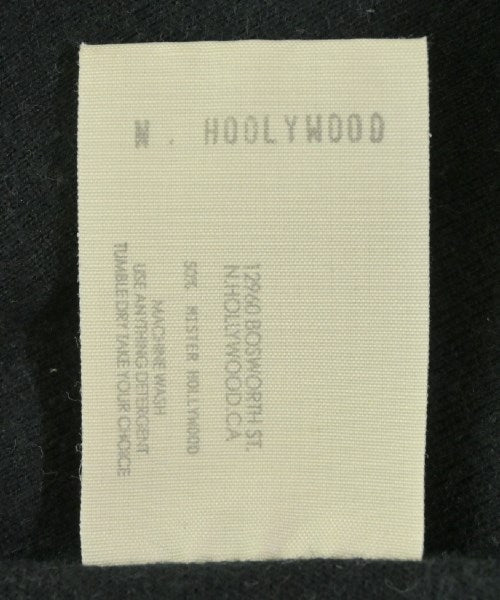 N. HOOLYWOOD
12960 BOSWORTH ST.
N.HOLLYWOOD.CA
50% MISTER HOLLYWOOD
MACHINE WASH
USE ANYTHING DETERGENT
TUMBLE DRY TAKE YOUR CHOICE